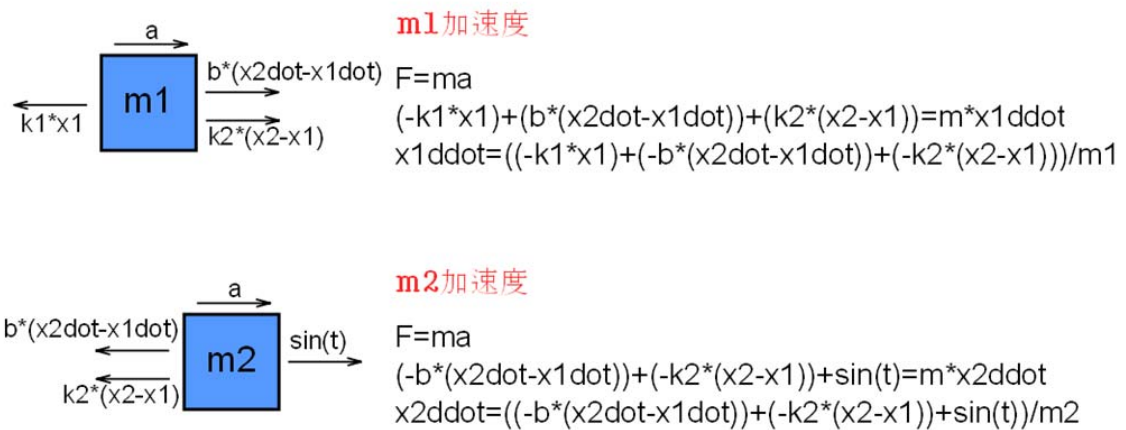 m1加速度
a
m1
b*(x2dot-x1dot)
k1*x1
k2*(x2-x1)
F=ma
(-k1*x1)+(b*(x2dot-x1dot))+(k2*(x2-x1))=m*x1ddot
x1ddot=((-k1*x1)+(-b*(x2dot-x1dot))+(-k2*(x2-x1)))/m1
m2加速度
a
b*(x2dot-x1dot)
m2
sin(t)
k2*(x2-x1)
F=ma
(-b*(x2dot-x1dot))+(-k2*(x2-x1))+sin(t)=m*x2ddot
x2ddot=((-b*(x2dot-x1dot))+(-k2*(x2-x1))+sin(t))/m2